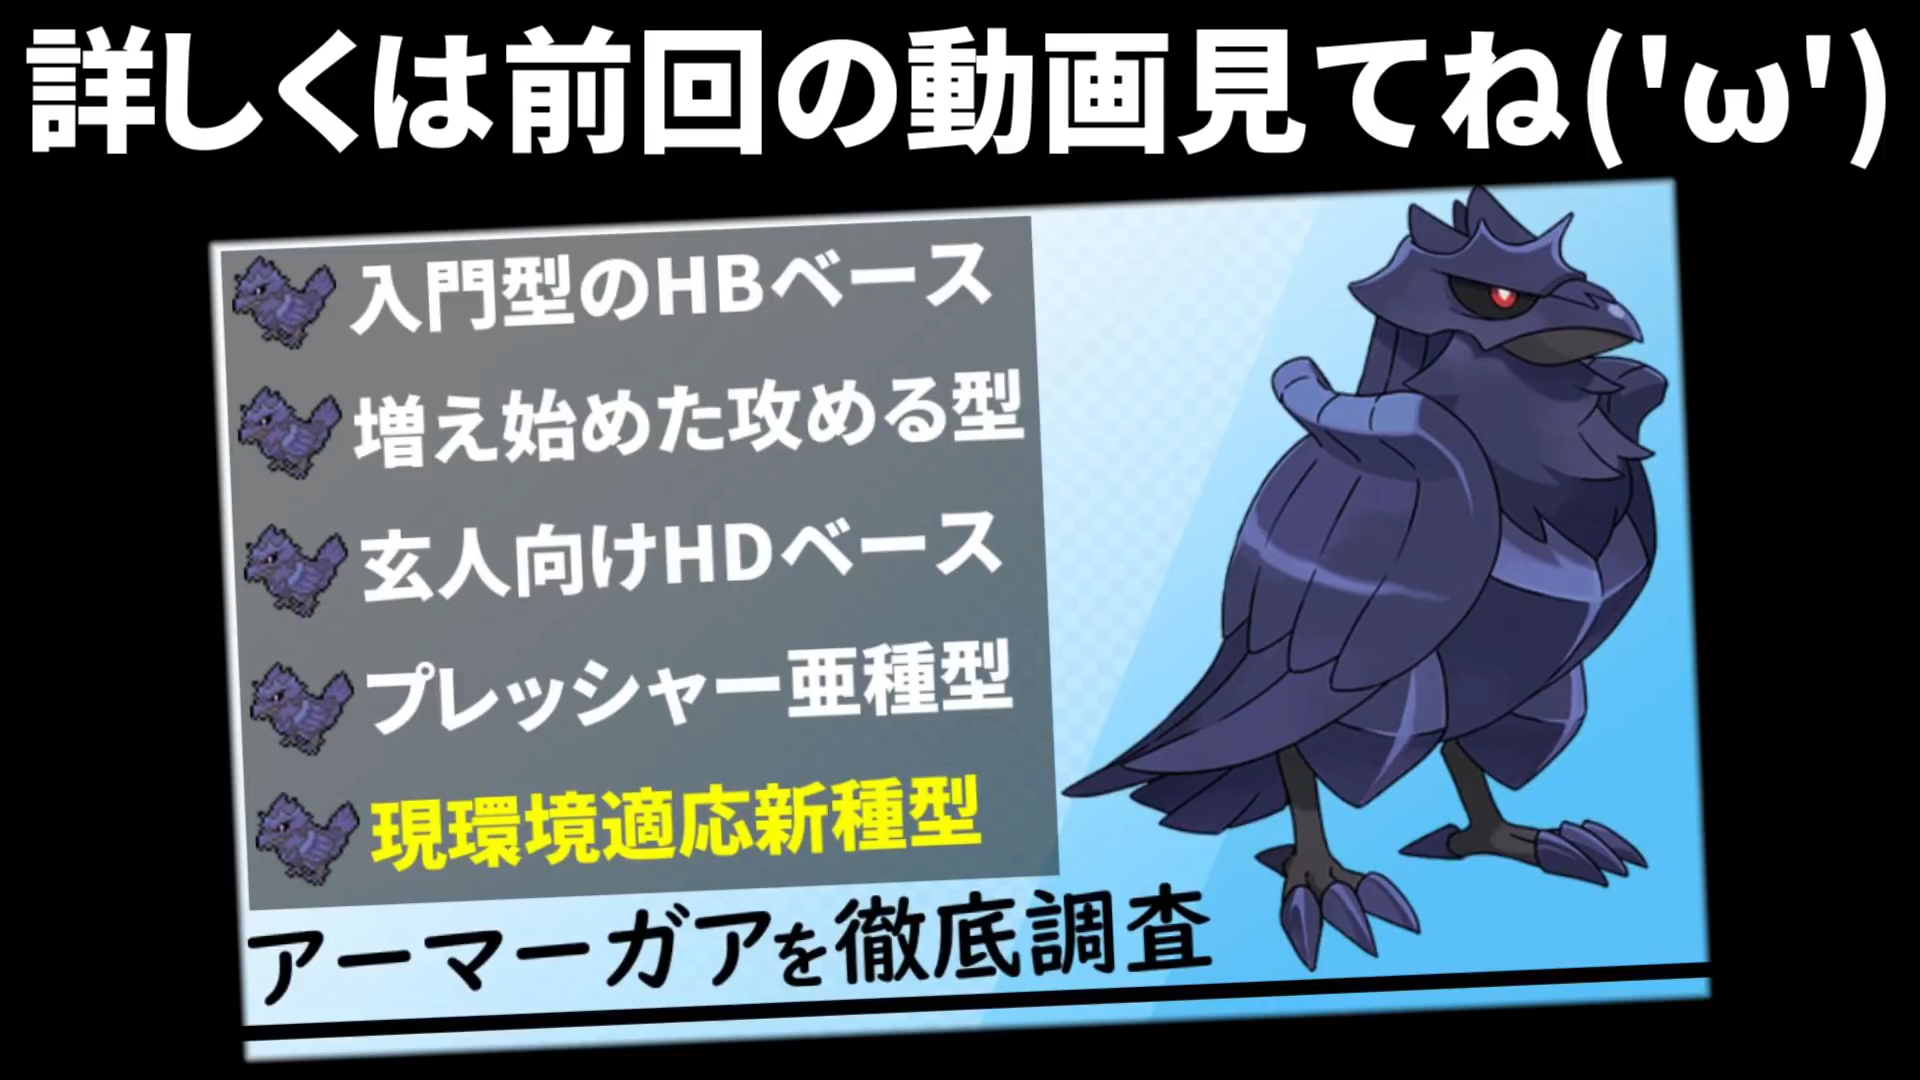 詳しくは前回の動画見てね('ω')
入門型のHBベース
増え始めた攻める型
玄人向けHDベース
プレッシャー亜種型
現環境適応新種型
アーマーガアを徹底調査